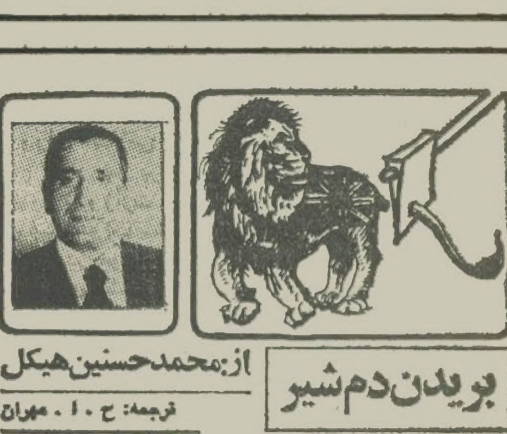 بریدن دم شیر
از: محمد حسنین هیکل
ترجمه: ح . ا . مهران